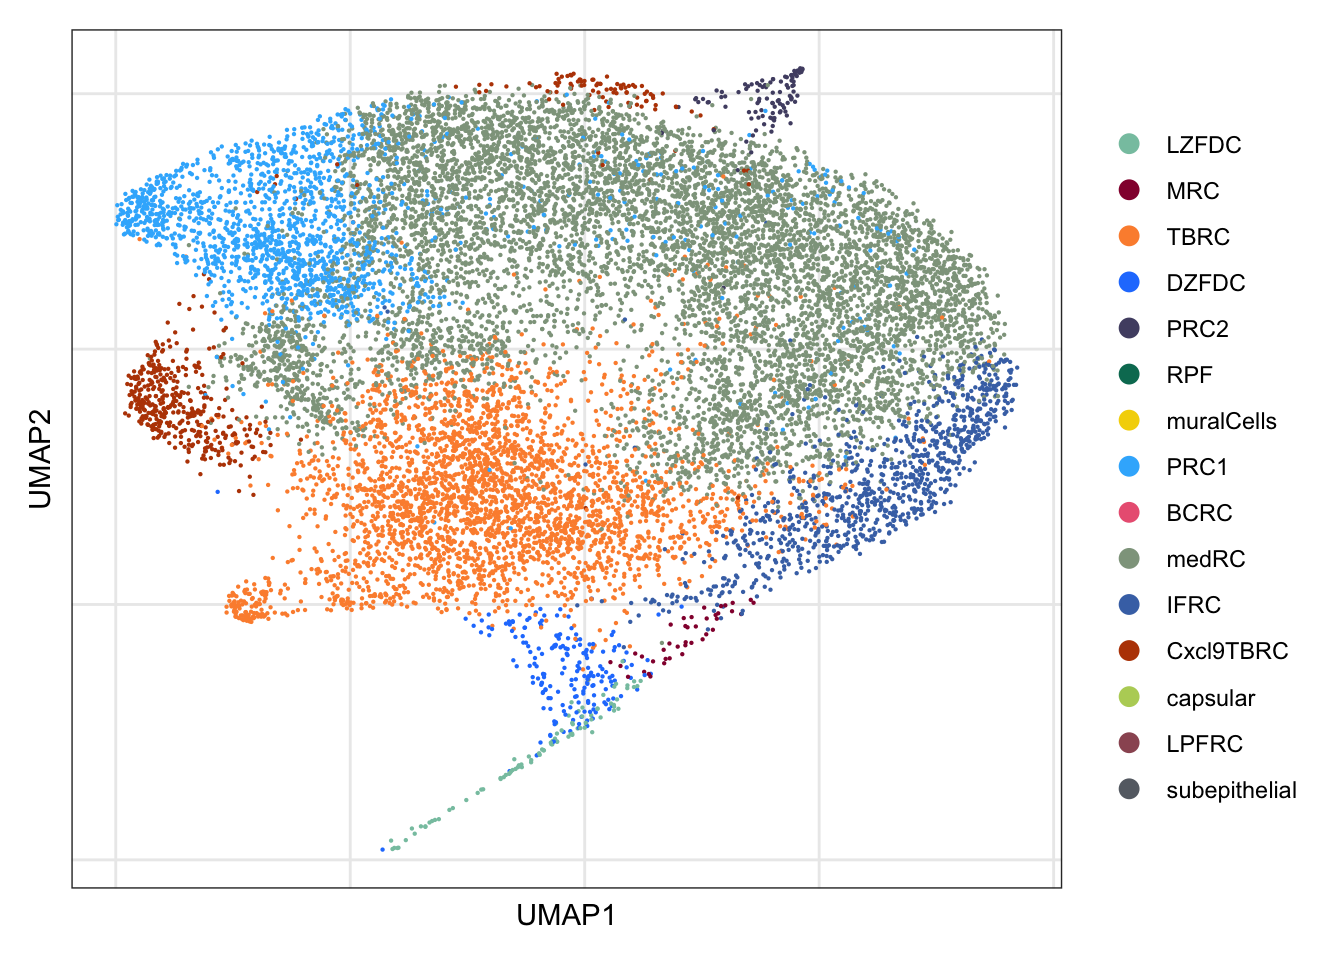 UMAP2
UMAP1
LZFDC
MRC
TBRC
DZFDC
PRC2
RPF
muralCells
PRC1
BCRC
medRC
IFRC
Cxcl9TBRC
capsular
LPFRC
subepithelial